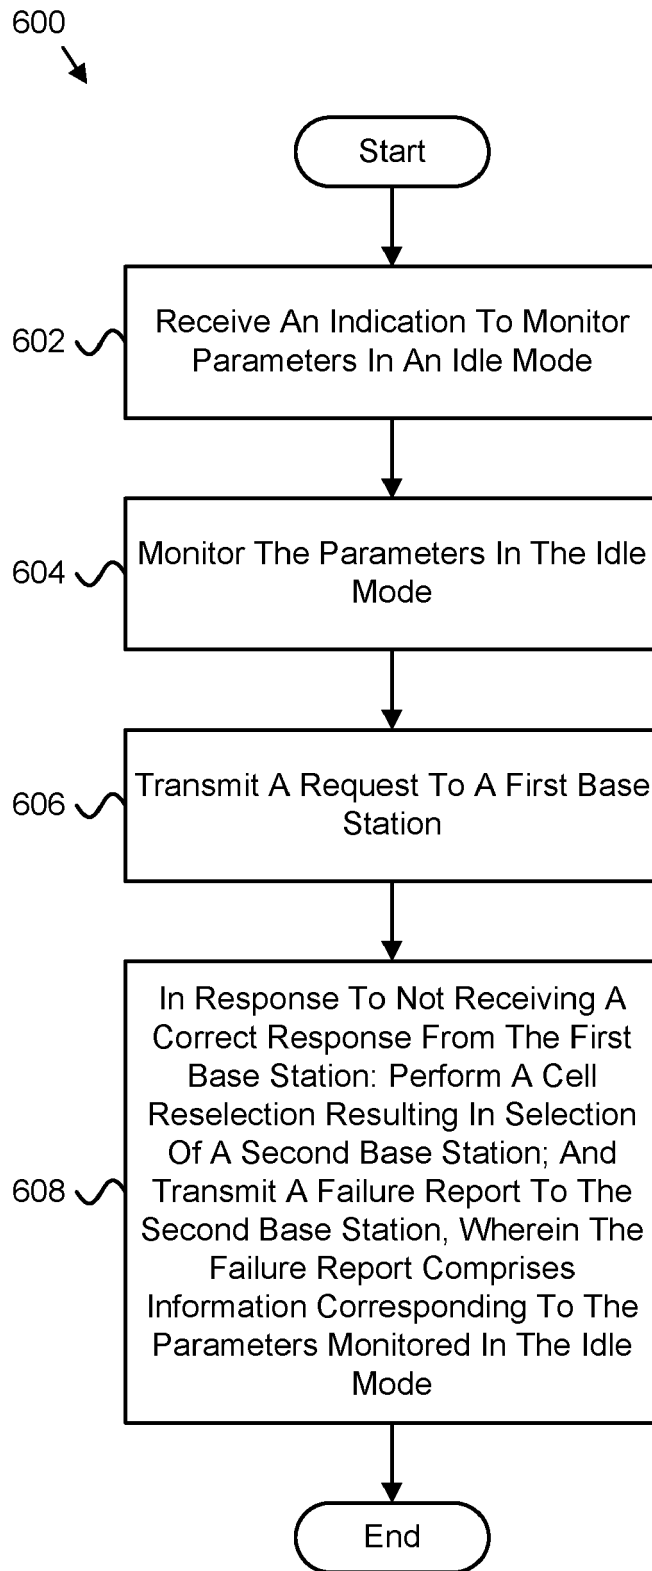 600
Start
602
Receive An Indication To Monitor
Parameters In An Idle Mode
604
Monitor The Parameters In The Idle
Mode
606
Transmit A Request To A First Base
Station
608
In Response To Not Receiving A
Correct Response From The First
Base Station: Perform A Cell
Reselection Resulting In Selection
Of A Second Base Station; And
Transmit A Failure Report To The
Second Base Station, Wherein The
Failure Report Comprises
Information Corresponding To The
Parameters Monitored In The Idle
Mode
End